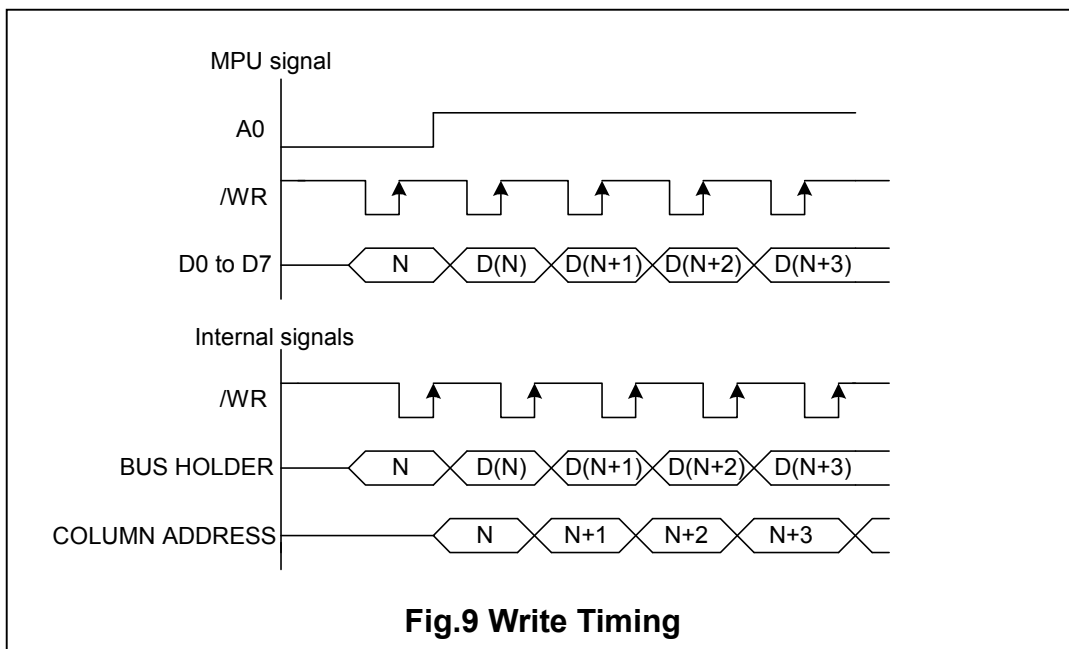 MPU signal
A0
/WR
D0 to D7
N D(N) D(N+1) D(N+2) D(N+3)
Internal signals
/WR
BUS HOLDER
N D(N) D(N+1) D(N+2) D(N+3)
COLUMN ADDRESS
N N+1 N+2 N+3
Fig.9 Write Timing